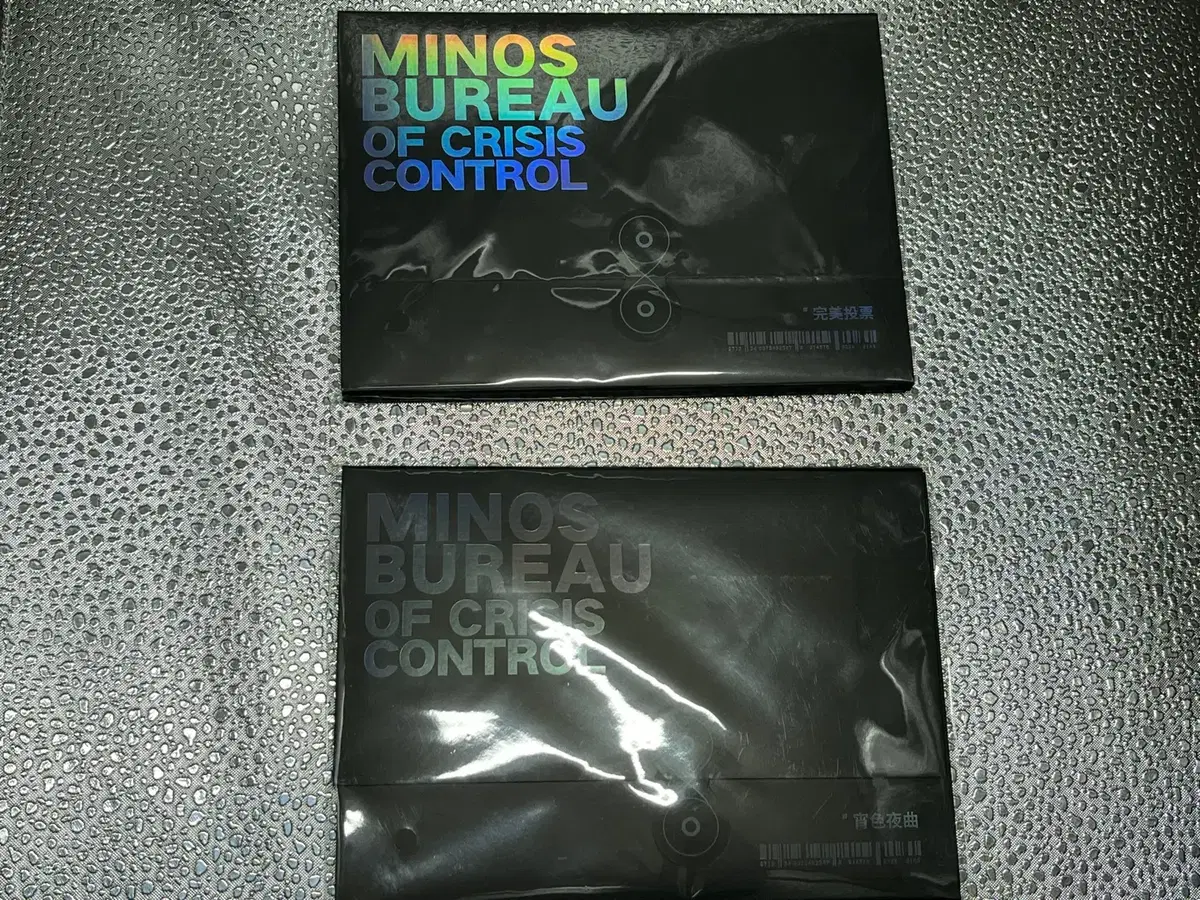 MINOS
BUREAU
OF CRISIS
CONTROL
完美投票
MINOS
BUREAU
OF CRISIS
CONTROL
宵色夜曲